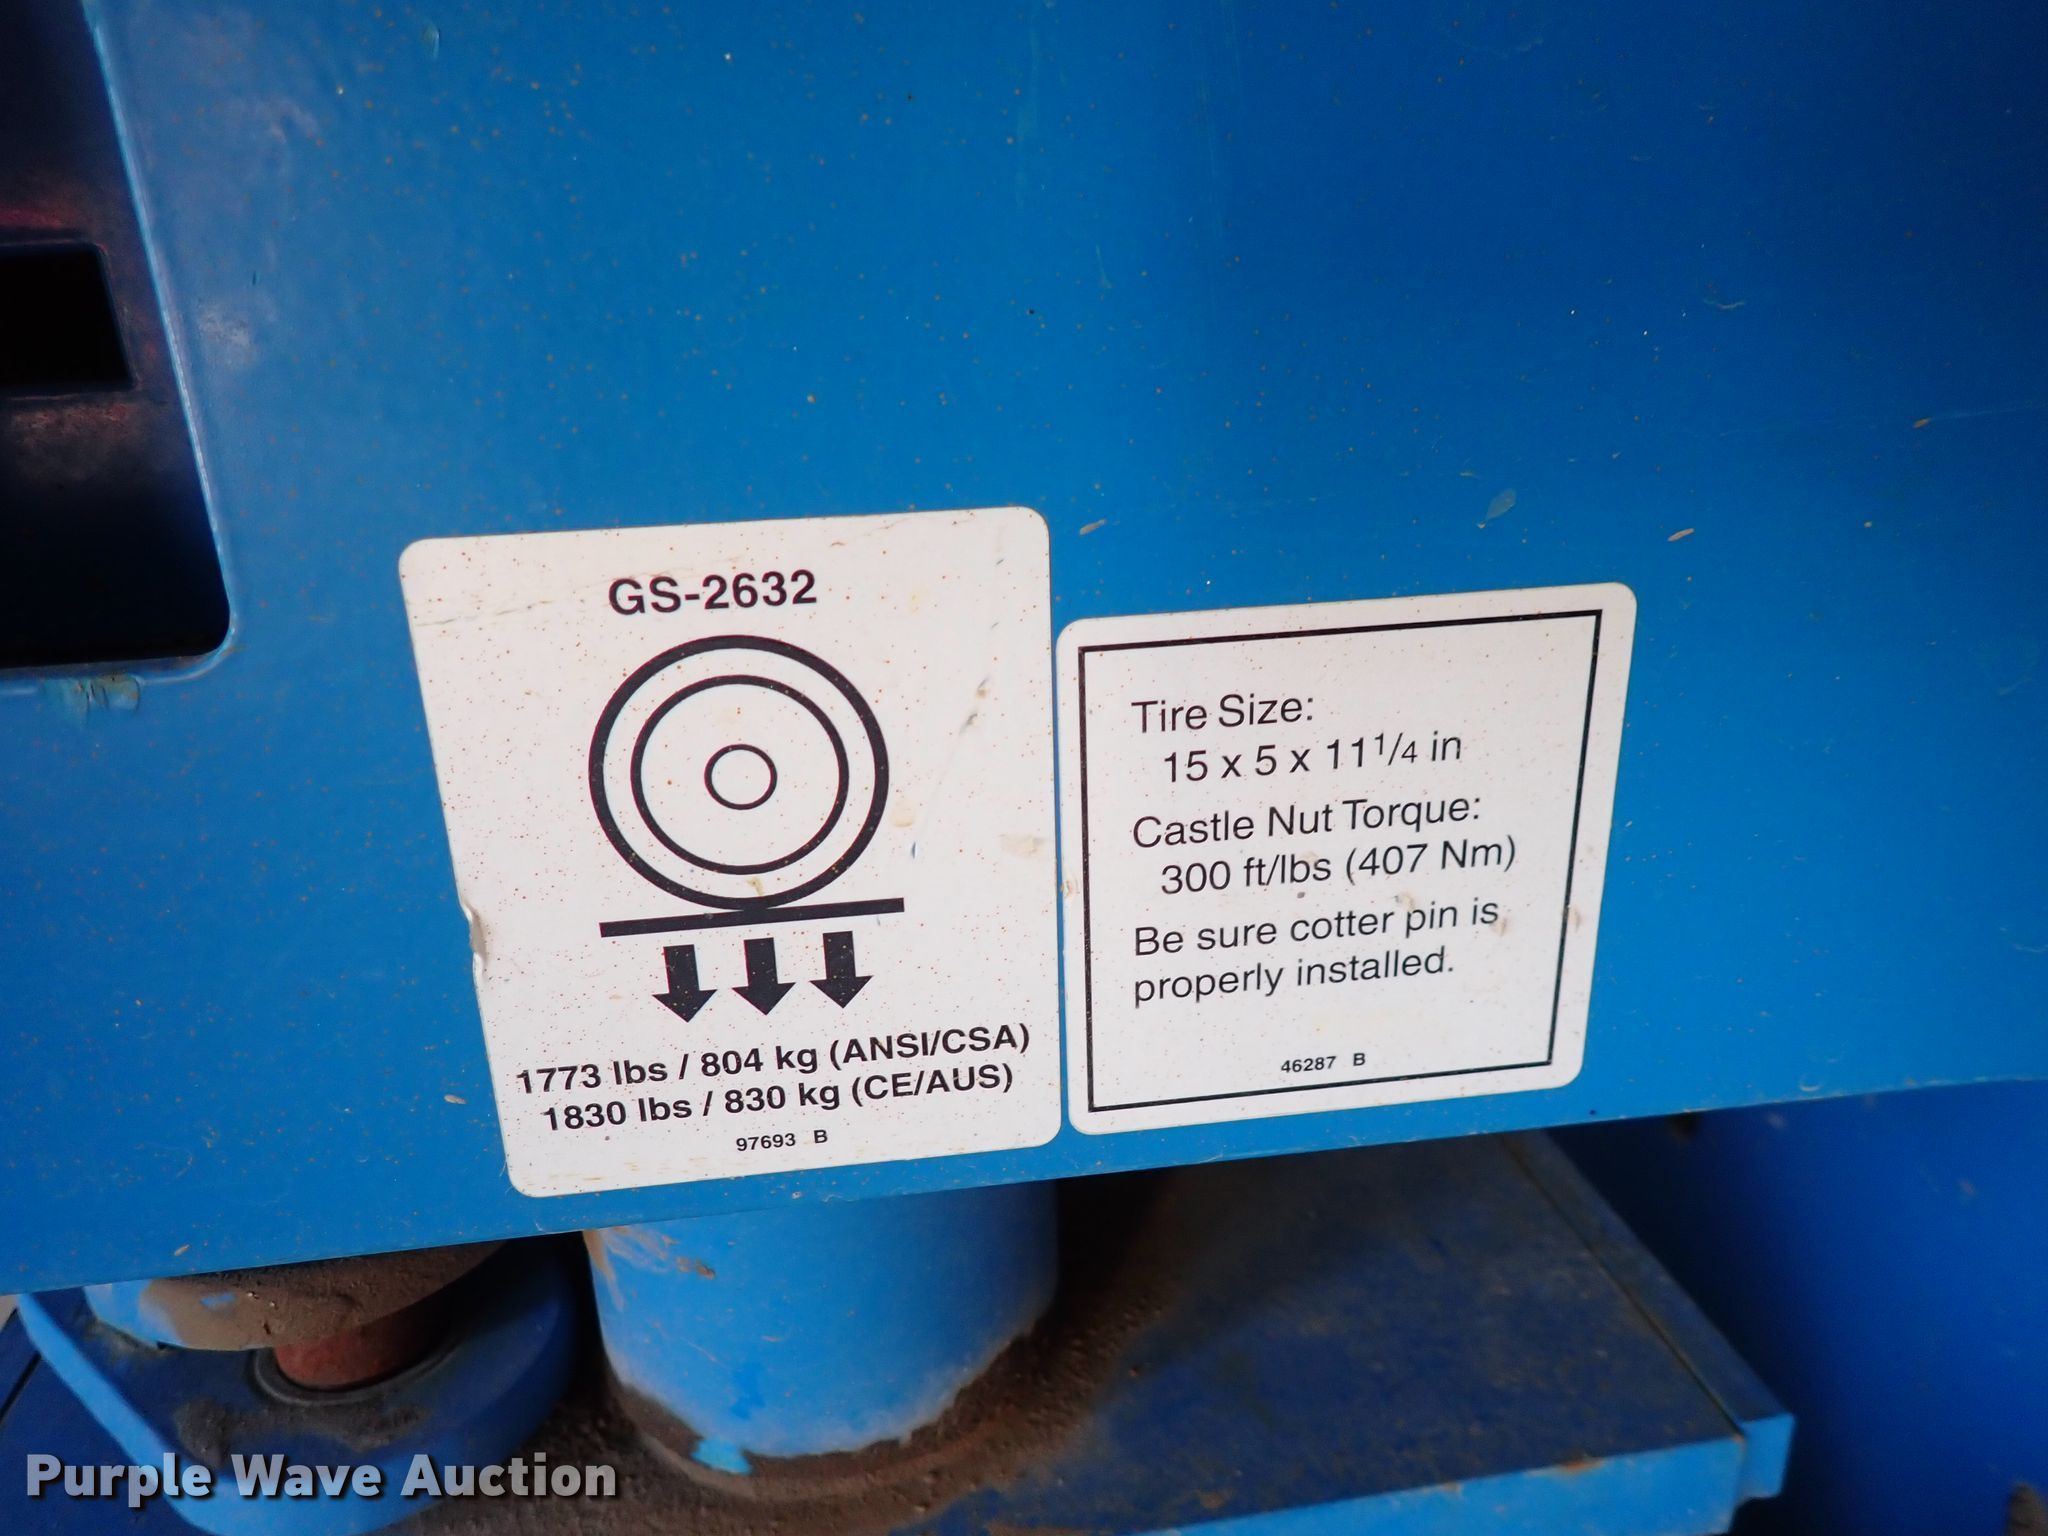 GS-2632
1773 lbs / 804 kg (ANSI/CSA)
1830 lbs / 830 kg (CE/AUS)
97693 B
Tire Size:
15 x 5 x 11 1/4 in
Castle Nut Torque:
300 ft/lbs (407 Nm)
Be sure cotter pin is
properly installed.
46287 B
Purple Wave Auction